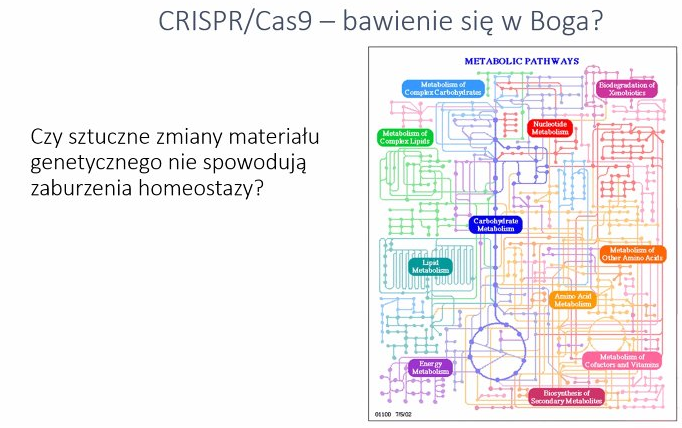 CRISPR/Cas9 – bawienie się w Boga?
Czy sztuczne zmiany materiału
genetycznego nie spowodują
zaburzenia homeostazy?
METABOLIC PATHWAYS
Metabolism of
Complex Carbohydrates
Biodegradation of
Xenobiotics
Nucleotide
Metabolism
Metabolism of
Complex Lipids
Carbohydrate
Metabolism
Metabolism of
Other Amino Acids
Lipid
Metabolism
Amino Acid
Metabolism
Energy
Metabolism
Metabolism of
Cofactors and Vitamins
Biosynthesis of
Secondary Metabolites
01100 7/5/02